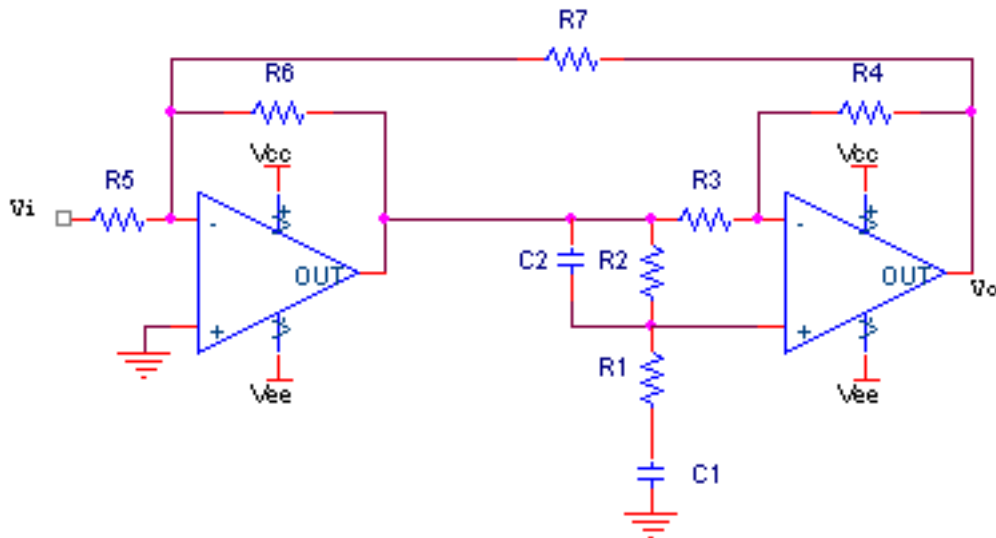 R7
R6
R4
Vcc
Vcc
R5
R3
Vi
-
-
+
+
C2
R2
OUT
OUT
Vo
+
+
R1
Vee
Vee
C1